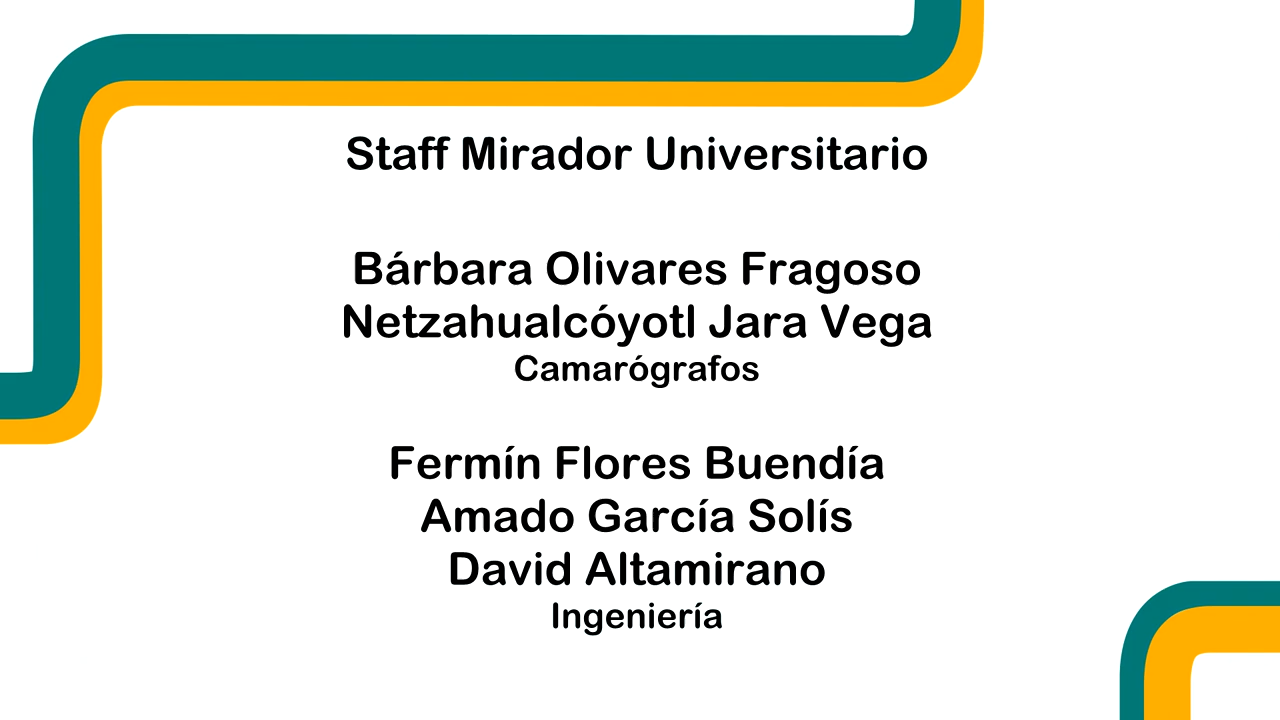 Staff Mirador Universitario
Bárbara Olivares Fragoso
Netzahualcóyotl Jara Vega
Camarógrafos
Fermín Flores Buendía
Amado García Solís
David Altamirano
Ingeniería